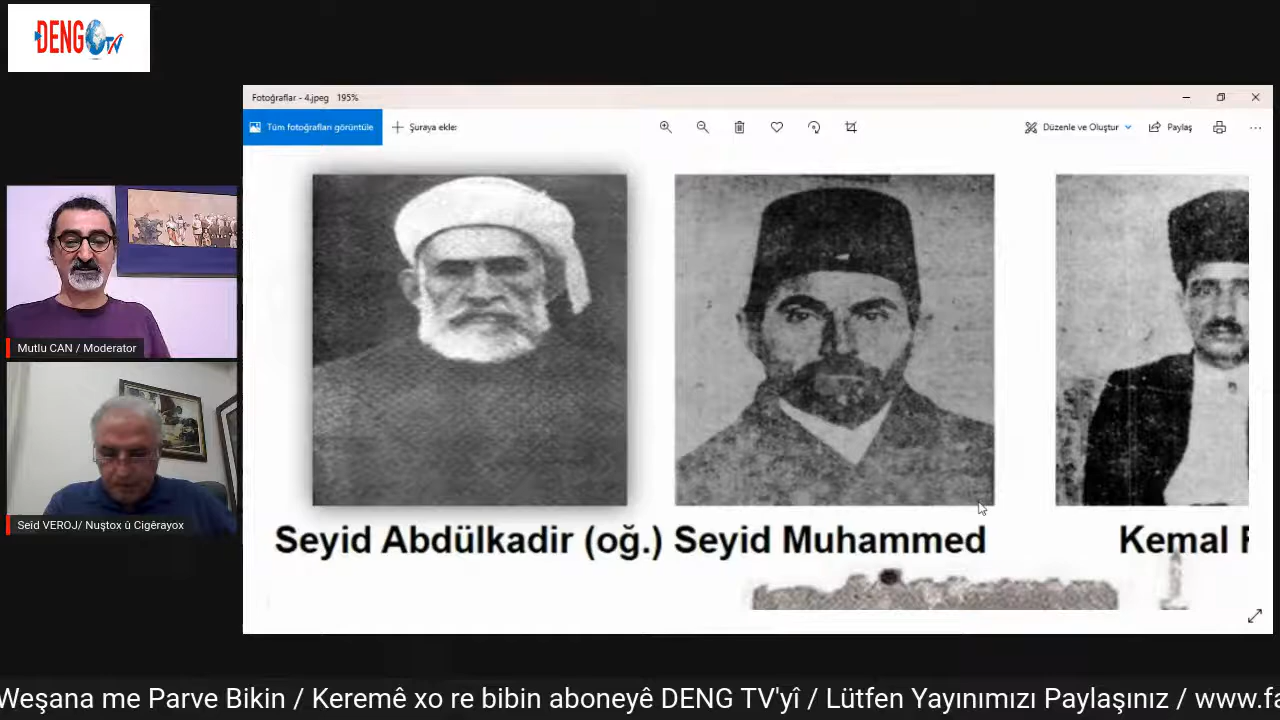 DENG TV
Fotoğraflar - 4.jpeg 195%
Tüm fotoğrafları görüntüle
Şuraya ekle:
Düzenle ve Oluştur
Paylaş
Mutlu CAN / Moderator
Seîd VEROJ/ Nuştox û Cigêrayox
Seyid Abdülkadir (oğ.) Seyid Muhammed
Kemal
Weşana me Parve Bikin / Keremê xo re bibin aboneyê DENG TV'yî / Lütfen Yayınımızı Paylaşınız / www.fa